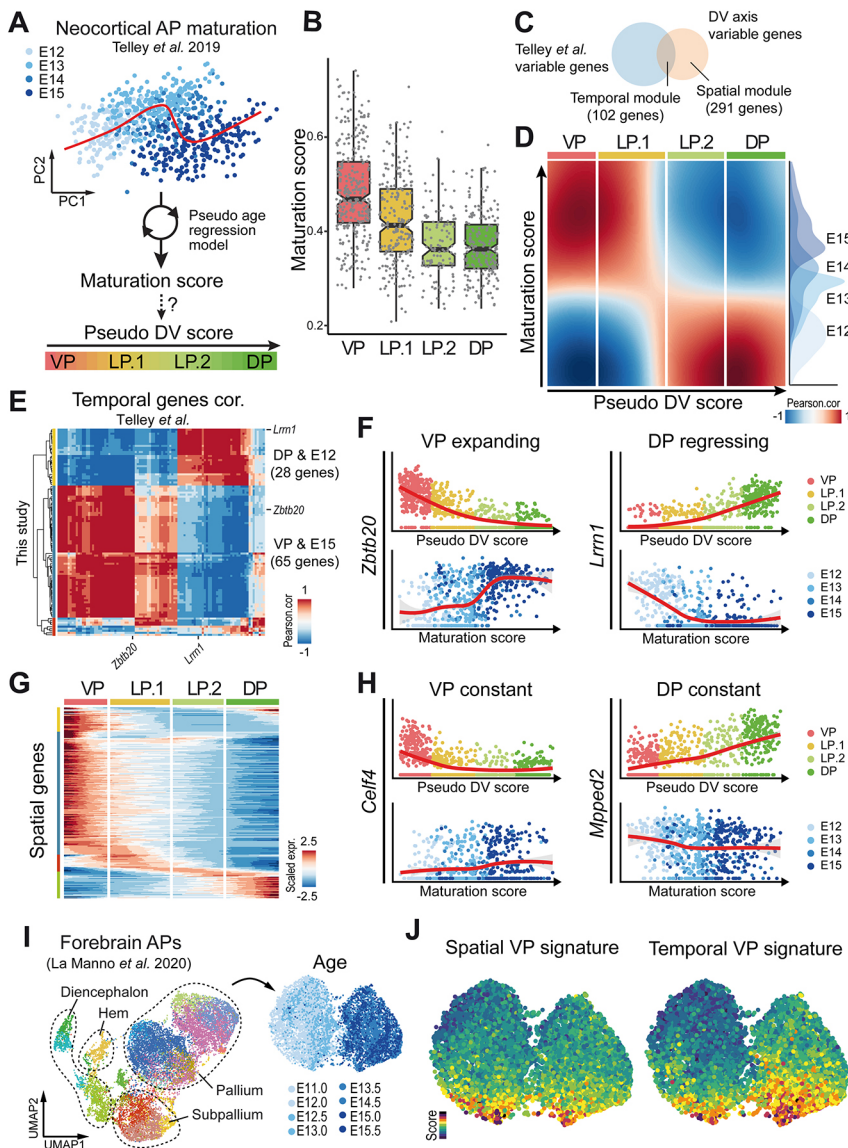 A
Neocortical AP maturation
Telley et al. 2019
E12
E13
E14
E15
PC2
PC1
Pseudo age
regression
model
Maturation score
?
Pseudo DV score
VP LP.1 LP.2 DP
B
Maturation score
0.6
0.4
0.2
VP LP.1 LP.2 DP
C
Telley et al.
variable genes
DV axis
variable genes
Temporal module
(102 genes)
Spatial module
(291 genes)
D
VP LP.1 LP.2 DP
Maturation score
E15
E14
E13
E12
Pseudo DV score
Pearson.cor
-1 1
E
Temporal genes cor.
Telley et al.
This study
Lrrn1
DP & E12
(28 genes)
Zbtb20
VP & E15
(65 genes)
Zbtb20
Lrrn1
1
-1
Pearson.cor
F
VP expanding
DP regressing
Zbtb20
Pseudo DV score
Maturation score
Lrrn1
Pseudo DV score
Maturation score
VP
LP.1
LP.2
DP
E12
E13
E14
E15
G
VP LP.1 LP.2 DP
Spatial genes
Scaled expr.
2.5
-2.5
H
VP constant
DP constant
Celf4
Pseudo DV score
Maturation score
Mpped2
Pseudo DV score
Maturation score
VP
LP.1
LP.2
DP
E12
E13
E14
E15
I
Forebrain APs
(La Manno et al. 2020)
Diencephalon
Hem
Pallium
Subpallium
UMAP2
UMAP1
Age
E11.0
E12.0
E12.5
E13.0
E13.5
E14.5
E15.0
E15.5
J
Spatial VP signature
Temporal VP signature
Score